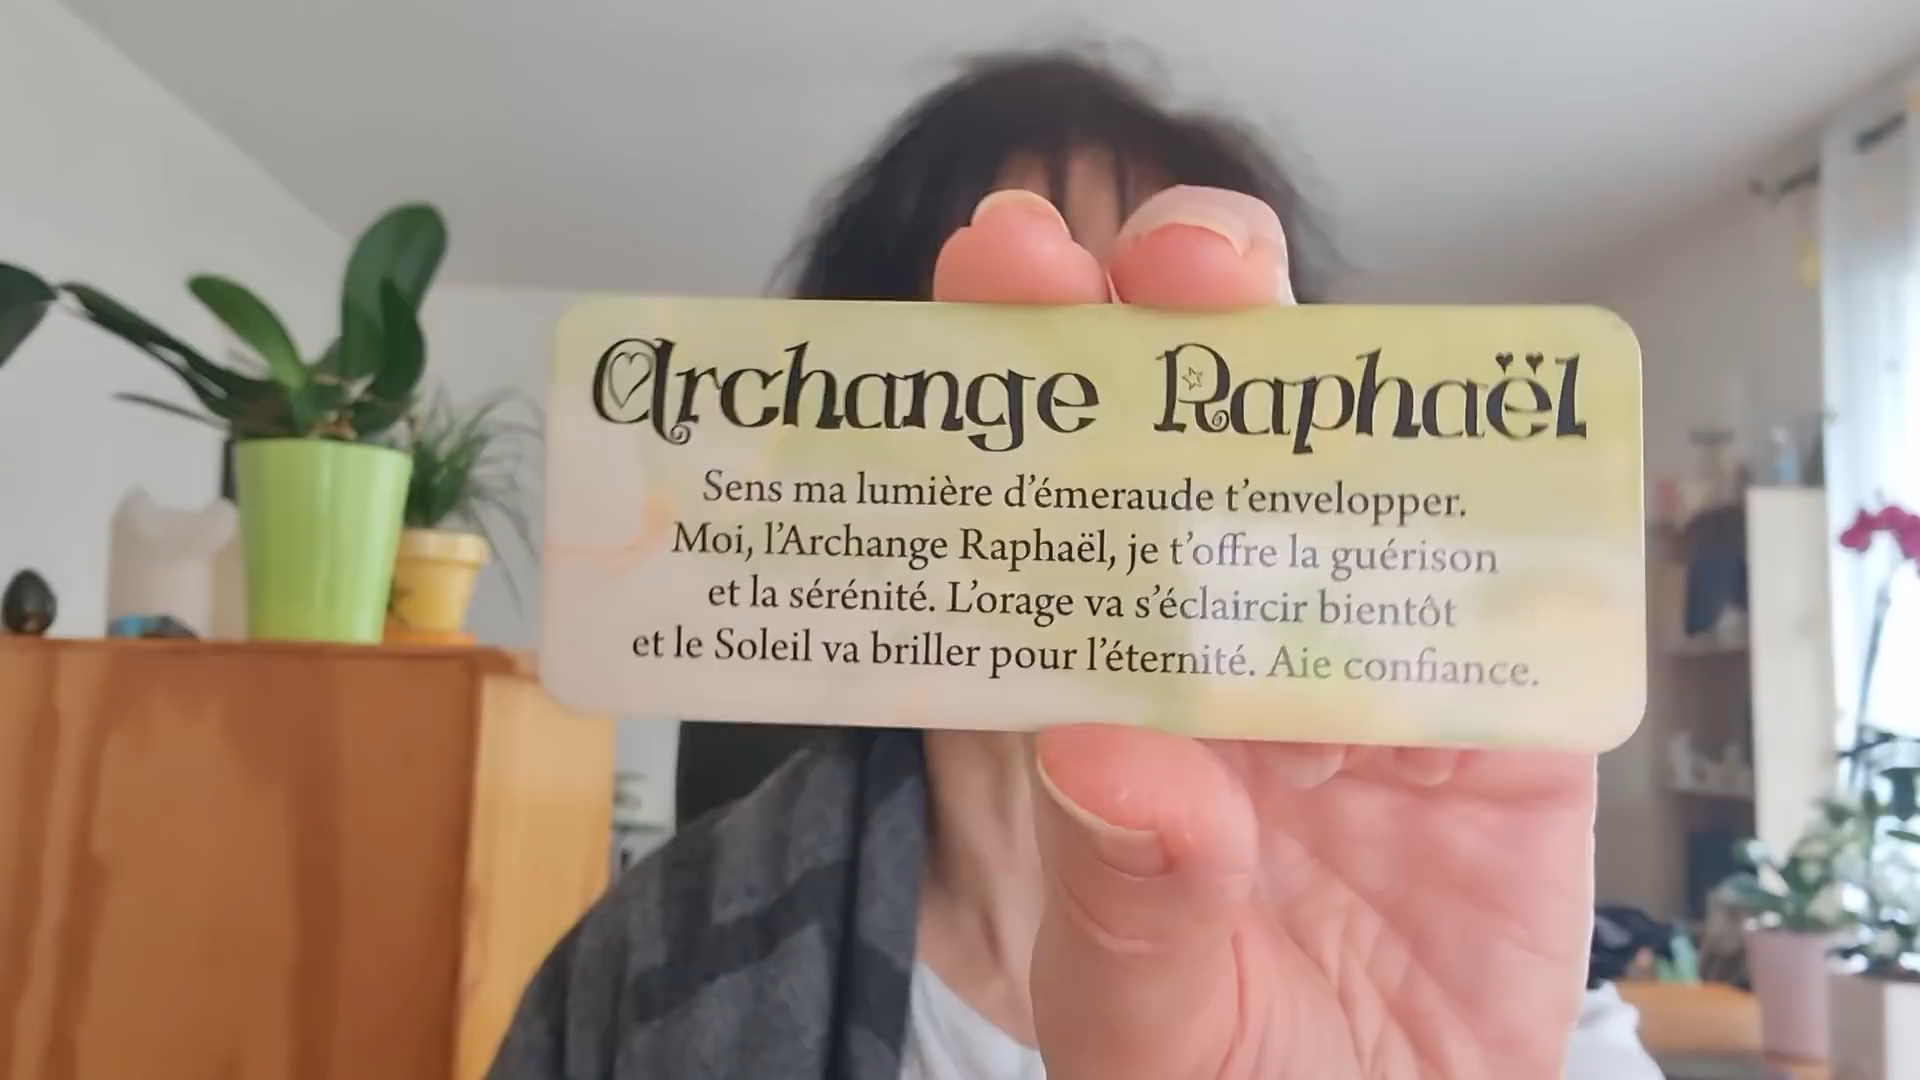 Archange Raphaël
Sens ma lumière d'émeraude t'envelopper.
Moi, l'Archange Raphaël, je t'offre la guérison
et la sérénité. L'orage va s'éclaircir bientôt
et le Soleil va briller pour l'éternité. Aie confiance.